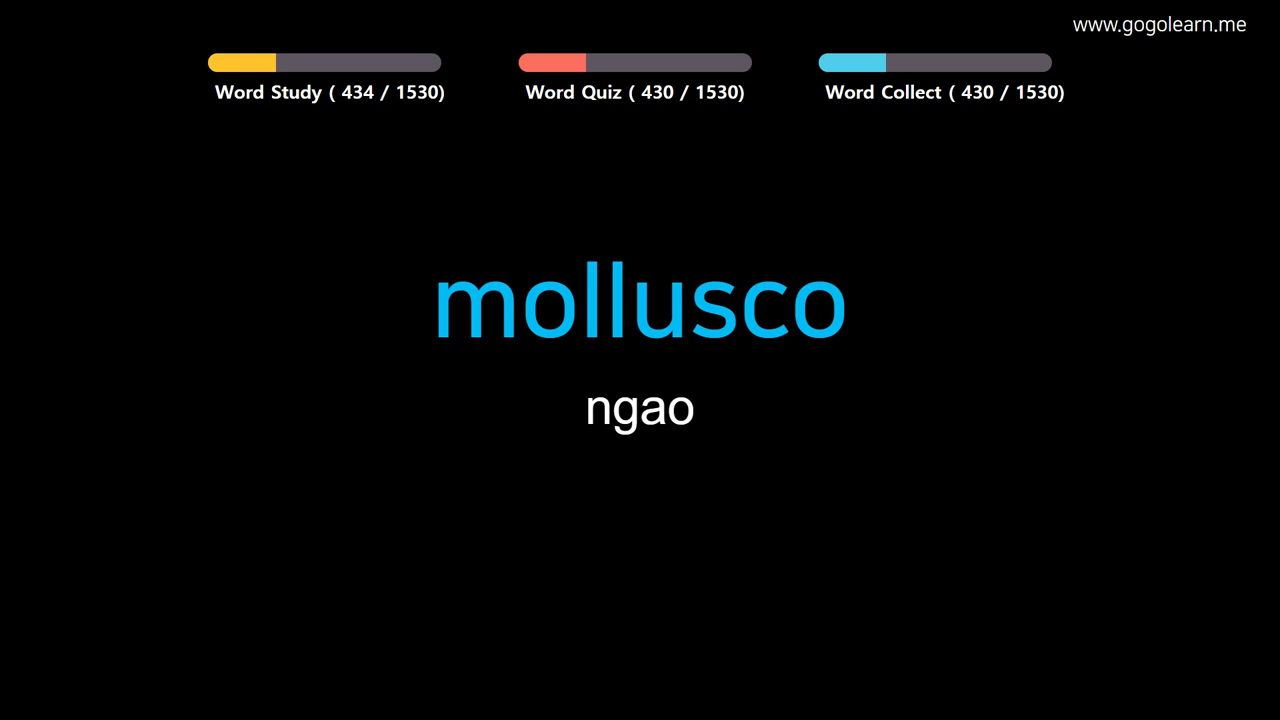 www.gogolearn.me
Word Study ( 434 / 1530)
Word Quiz ( 430 / 1530)
Word Collect ( 430 / 1530)
mollusco
ngao